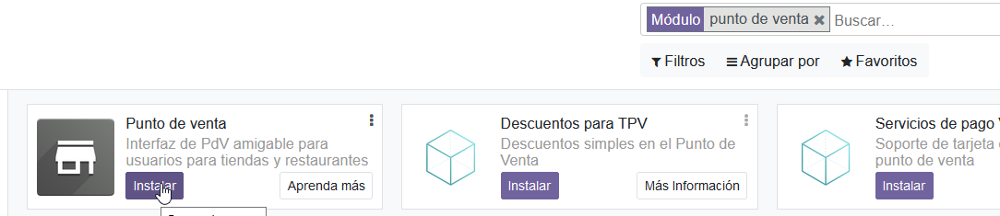 Módulo punto de venta Buscar...
Filtros Agrupar por Favoritos
Punto de venta
Interfaz de PdV amigable para
usuarios para tiendas y restaurantes
Instalar Aprenda más
Descuentos para TPV
Descuentos simples en el Punto de
Venta
Instalar Más Información
Servicios de pago
Soporte de tarjeta
punto de venta
Instalar